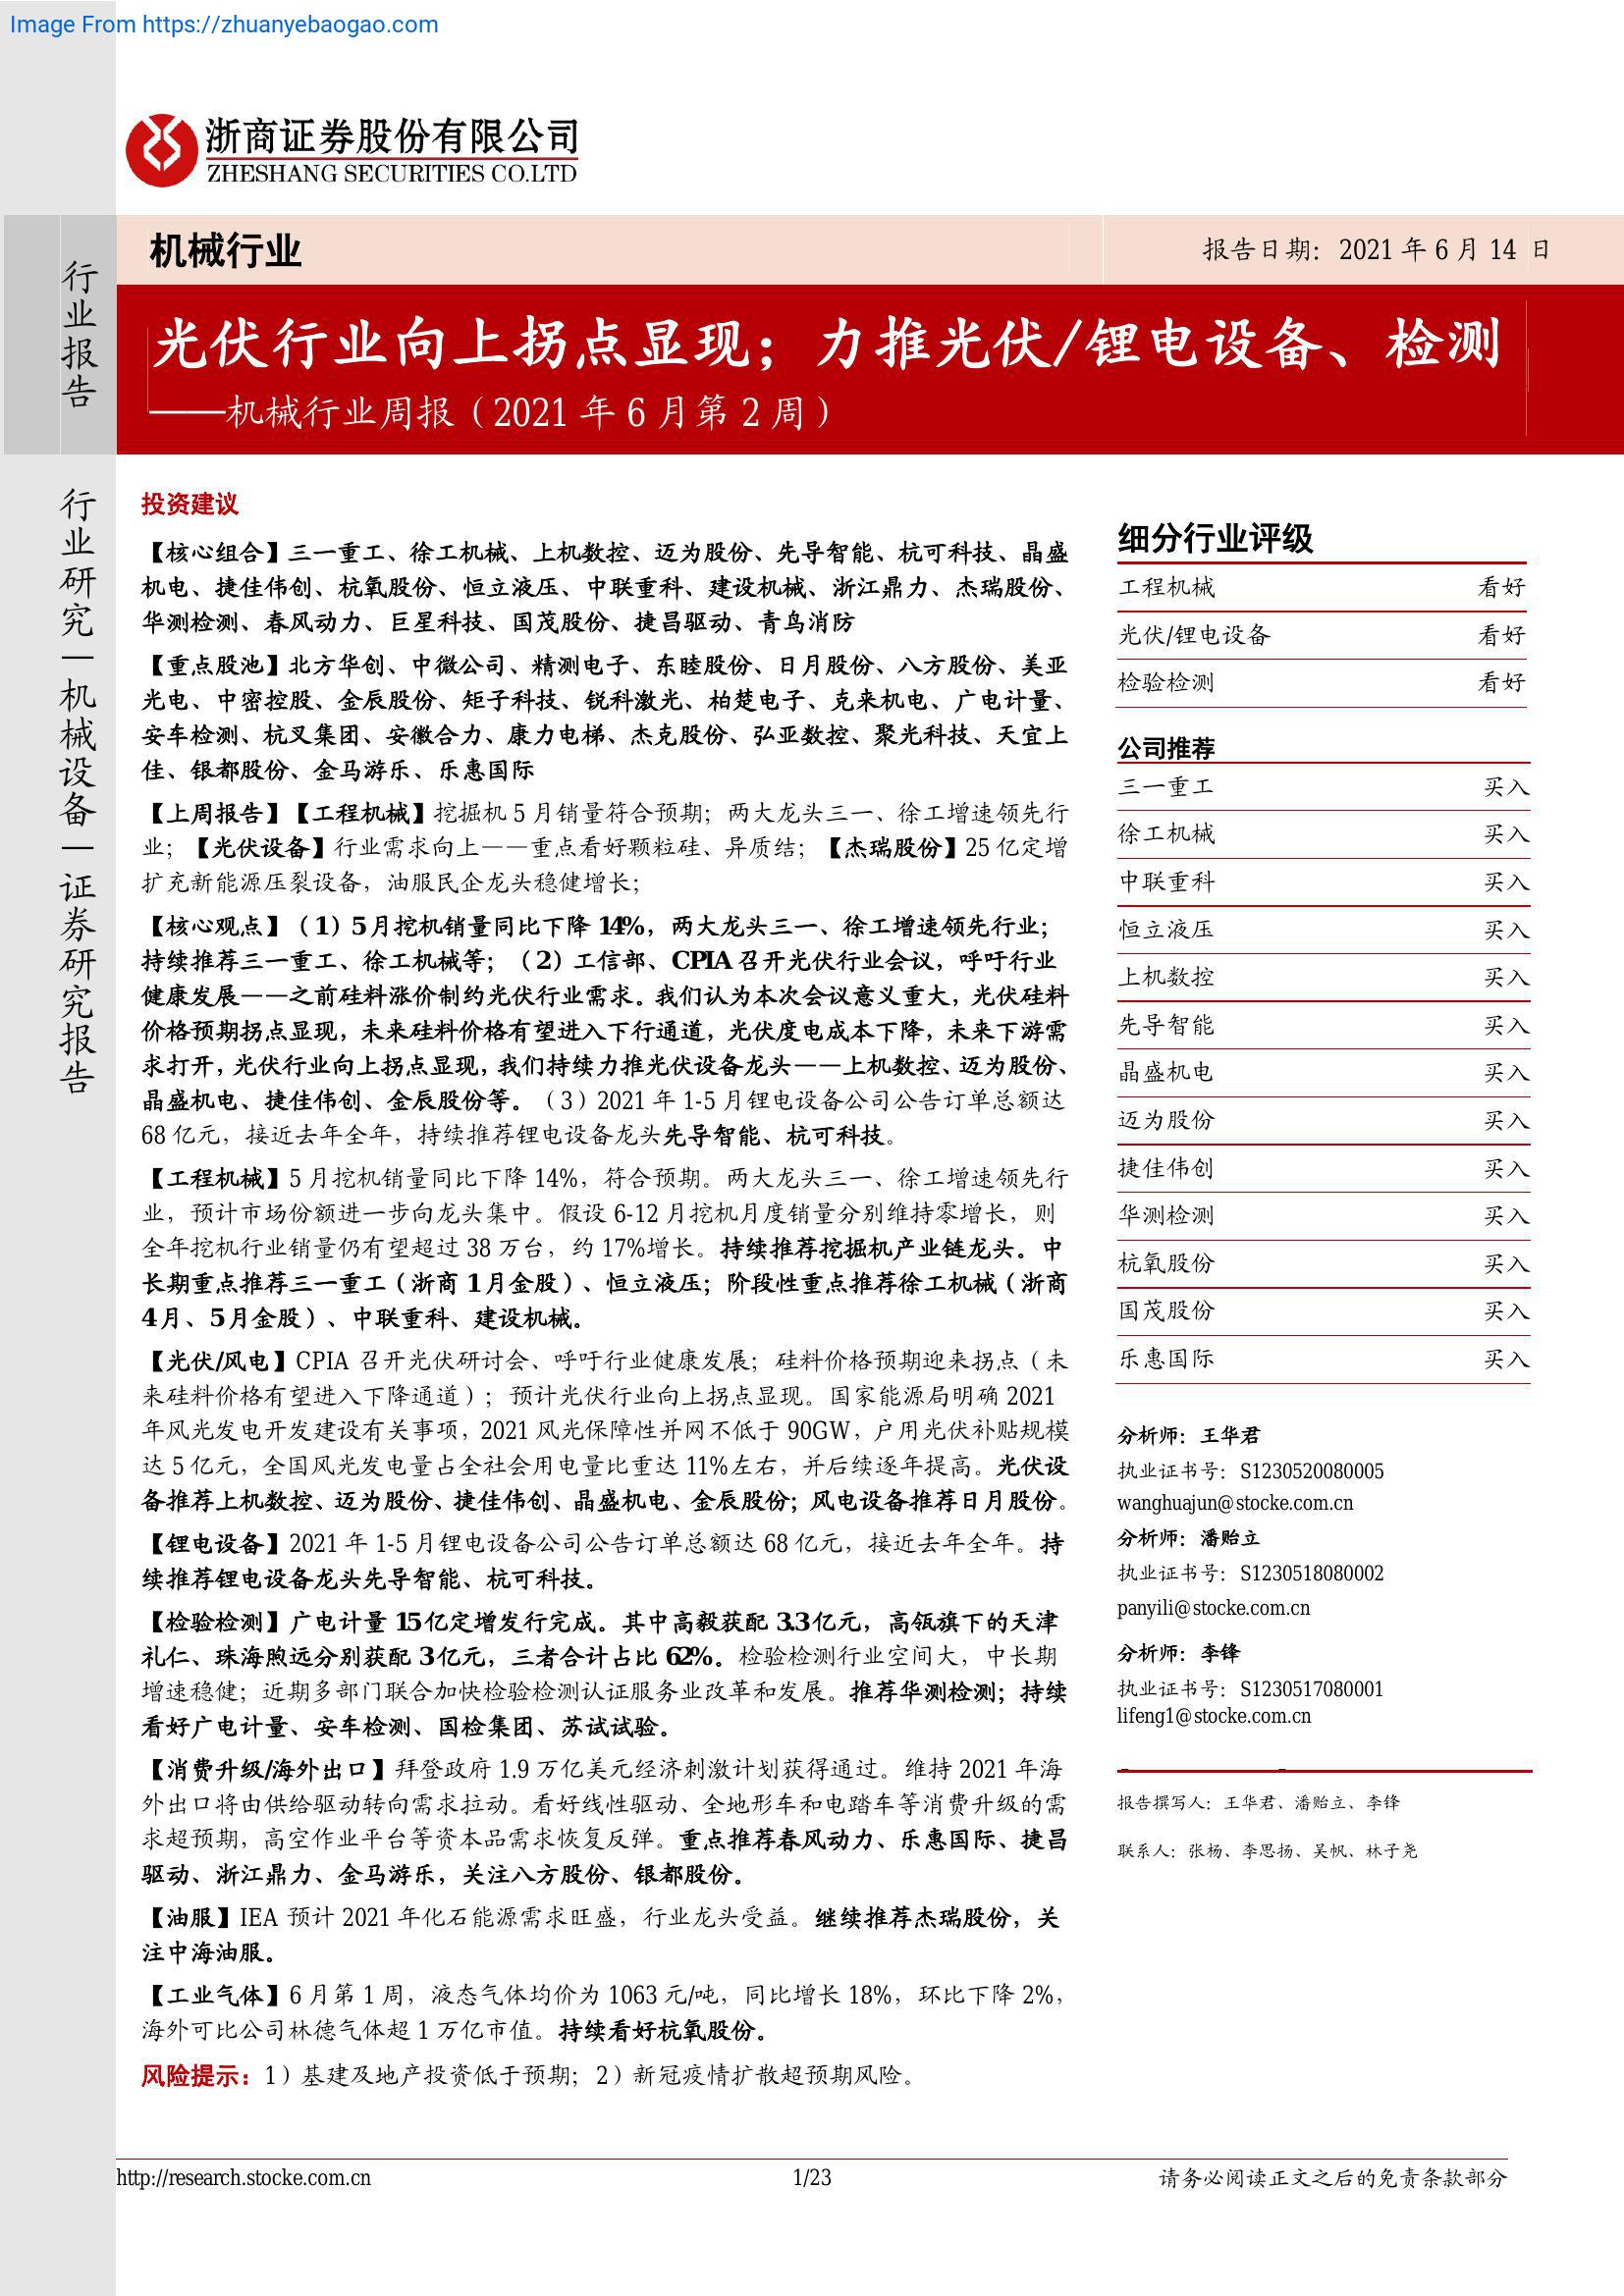 Image From https://zhuanyebaogao.com
浙商证券股份有限公司
ZHESHANG SECURITIES CO.LTD
机械行业
报告日期：2021 年 6 月 14 日
行业报告
光伏行业向上拐点显现；力推光伏/锂电设备、检测
——机械行业周报（2021 年 6 月第 2 周）
行业研究—机械设备—证券研究报告
投资建议
【核心组合】三一重工、徐工机械、上机数控、迈为股份、先导智能、杭可科技、晶盛
机电、捷佳伟创、杭氧股份、恒立液压、中联重科、建设机械、浙江鼎力、杰瑞股份、
华测检测、春风动力、巨星科技、国茂股份、捷昌驱动、青鸟消防
【重点股池】北方华创、中微公司、精测电子、东睦股份、日月股份、八方股份、美亚
光电、中密控股、金辰股份、矩子科技、锐科激光、柏楚电子、克来机电、广电计量、
安车检测、杭叉集团、安徽合力、康力电梯、杰克股份、弘亚数控、聚光科技、天宜上
佳、银都股份、金马游乐、乐惠国际
【上周报告】【工程机械】挖掘机 5 月销量符合预期；两大龙头三一、徐工增速领先行
业；【光伏设备】行业需求向上——重点看好颗粒硅、异质结；【杰瑞股份】25 亿定增
扩充新能源压裂设备，油服民企龙头稳健增长；
【核心观点】（1）5月挖机销量同比下降 14%，两大龙头三一、徐工增速领先行业；
持续推荐三一重工、徐工机械等；（2）工信部、CPIA 召开光伏行业会议，呼吁行业
健康发展——之前硅料涨价制约光伏行业需求。我们认为本次会议意义重大，光伏硅料
价格预期拐点显现，未来硅料价格有望进入下行通道，光伏度电成本下降，未来下游需
求打开，光伏行业向上拐点显现，我们持续力推光伏设备龙头——上机数控、迈为股份、
晶盛机电、捷佳伟创、金辰股份等。（3）2021 年 1-5 月锂电设备公司公告订单总额达
68 亿元，接近去年全年，持续推荐锂电设备龙头先导智能、杭可科技。
【工程机械】5 月挖机销量同比下降 14%，符合预期。两大龙头三一、徐工增速领先行
业，预计市场份额进一步向龙头集中。假设 6-12 月挖机月度销量分别维持零增长，则
全年挖机行业销量仍有望超过 38 万台，约 17%增长。持续推荐挖掘机产业链龙头。中
长期重点推荐三一重工（浙商 1月金股）、恒立液压；阶段性重点推荐徐工机械（浙商
4月、5月金股）、中联重科、建设机械。
【光伏/风电】CPIA 召开光伏研讨会、呼吁行业健康发展；硅料价格预期迎来拐点（未
来硅料价格有望进入下降通道）；预计光伏行业向上拐点显现。国家能源局明确 2021
年风光发电开发建设有关事项，2021 风光保障性并网不低于 90GW，户用光伏补贴规模
达 5 亿元，全国风光发电量占全社会用电量比重达 11%左右，并后续逐年提高。光伏设
备推荐上机数控、迈为股份、捷佳伟创、晶盛机电、金辰股份；风电设备推荐日月股份。
【锂电设备】2021 年 1-5 月锂电设备公司公告订单总额达 68 亿元，接近去年全年。持
续推荐锂电设备龙头先导智能、杭可科技。
【检验检测】广电计量 15亿定增发行完成。其中高毅获配 3.3亿元，高瓴旗下的天津
礼仁、珠海煦远分别获配 3亿元，三者合计占比 62%。检验检测行业空间大，中长期
增速稳健；近期多部门联合加快检验检测认证服务业改革和发展。推荐华测检测；持续
看好广电计量、安车检测、国检集团、苏试试验。
【消费升级/海外出口】拜登政府 1.9 万亿美元经济刺激计划获得通过。维持 2021 年海
外出口将由供给驱动转向需求拉动。看好线性驱动、全地形车和电踏车等消费升级的需
求超预期，高空作业平台等资本品需求恢复反弹。重点推荐春风动力、乐惠国际、捷昌
驱动、浙江鼎力、金马游乐，关注八方股份、银都股份。
【油服】IEA 预计 2021 年化石能源需求旺盛，行业龙头受益。继续推荐杰瑞股份，关
注中海油服。
【工业气体】6 月第 1 周，液态气体均价为 1063 元/吨，同比增长 18%，环比下降 2%，
海外可比公司林德气体超 1 万亿市值。持续看好杭氧股份。
风险提示：1）基建及地产投资低于预期；2）新冠疫情扩散超预期风险。
细分行业评级
工程机械 看好
光伏/锂电设备 看好
检验检测 看好
公司推荐
三一重工 买入
徐工机械 买入
中联重科 买入
恒立液压 买入
上机数控 买入
先导智能 买入
晶盛机电 买入
迈为股份 买入
捷佳伟创 买入
华测检测 买入
杭氧股份 买入
国茂股份 买入
乐惠国际 买入
分析师：王华君
执业证书号：S1230520080005
wanghuajun@stocke.com.cn
分析师：潘贻立
执业证书号：S1230518080002
panyili@stocke.com.cn
分析师：李锋
执业证书号：S1230517080001
lifeng1@stocke.com.cn
报告撰写人：王华君、潘贻立、李锋
联系人：张杨、李思扬、吴帆、林子尧
http://research.stocke.com.cn
1/23
请务必阅读正文之后的免责条款部分